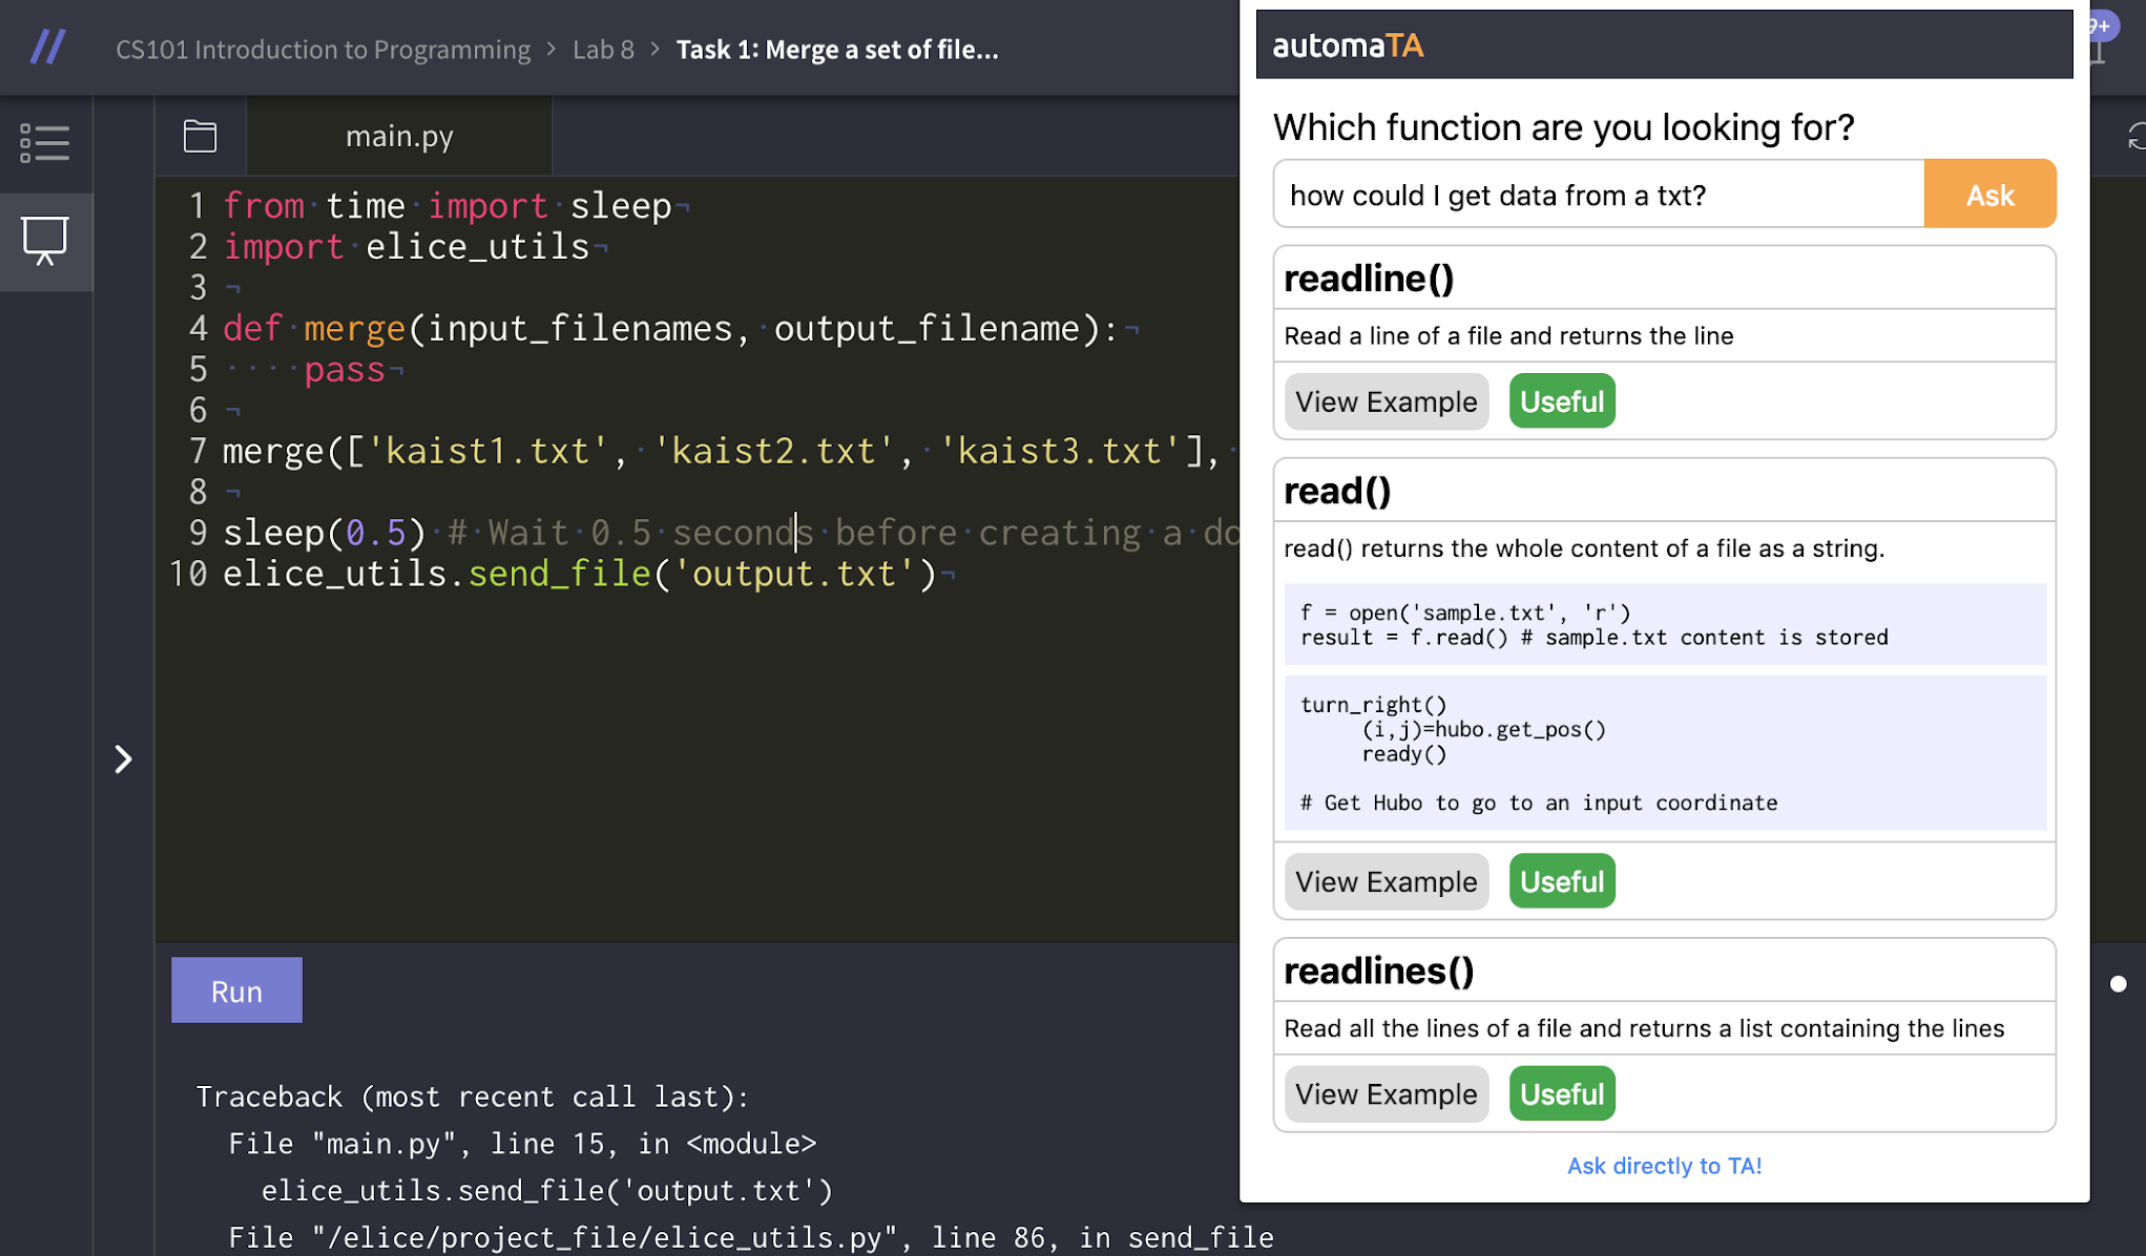 CS101 Introduction to Programming > Lab 8 > Task 1: Merge a set of file...
main.py
1 from time import sleep
2 import elice_utils
3
4 def merge(input_filenames, output_filename):
5     pass
6
7 merge(['kaist1.txt', 'kaist2.txt', 'kaist3.txt'],
8
9 sleep(0.5) # Wait 0.5 seconds before creating a do
10 elice_utils.send_file('output.txt')
Run
Traceback (most recent call last):
  File "main.py", line 15, in <module>
    elice_utils.send_file('output.txt')
  File "/elice/project_file/elice_utils.py", line 86, in send_file
automaTA
9+
Which function are you looking for?
how could I get data from a txt?
Ask
readline()
Read a line of a file and returns the line
View Example Useful
read()
read() returns the whole content of a file as a string.
f = open('sample.txt', 'r')
result = f.read() # sample.txt content is stored
turn_right()
     (i,j)=hubo.get_pos()
     ready()
# Get Hubo to go to an input coordinate
View Example Useful
readlines()
Read all the lines of a file and returns a list containing the lines
View Example Useful
Ask directly to TA!